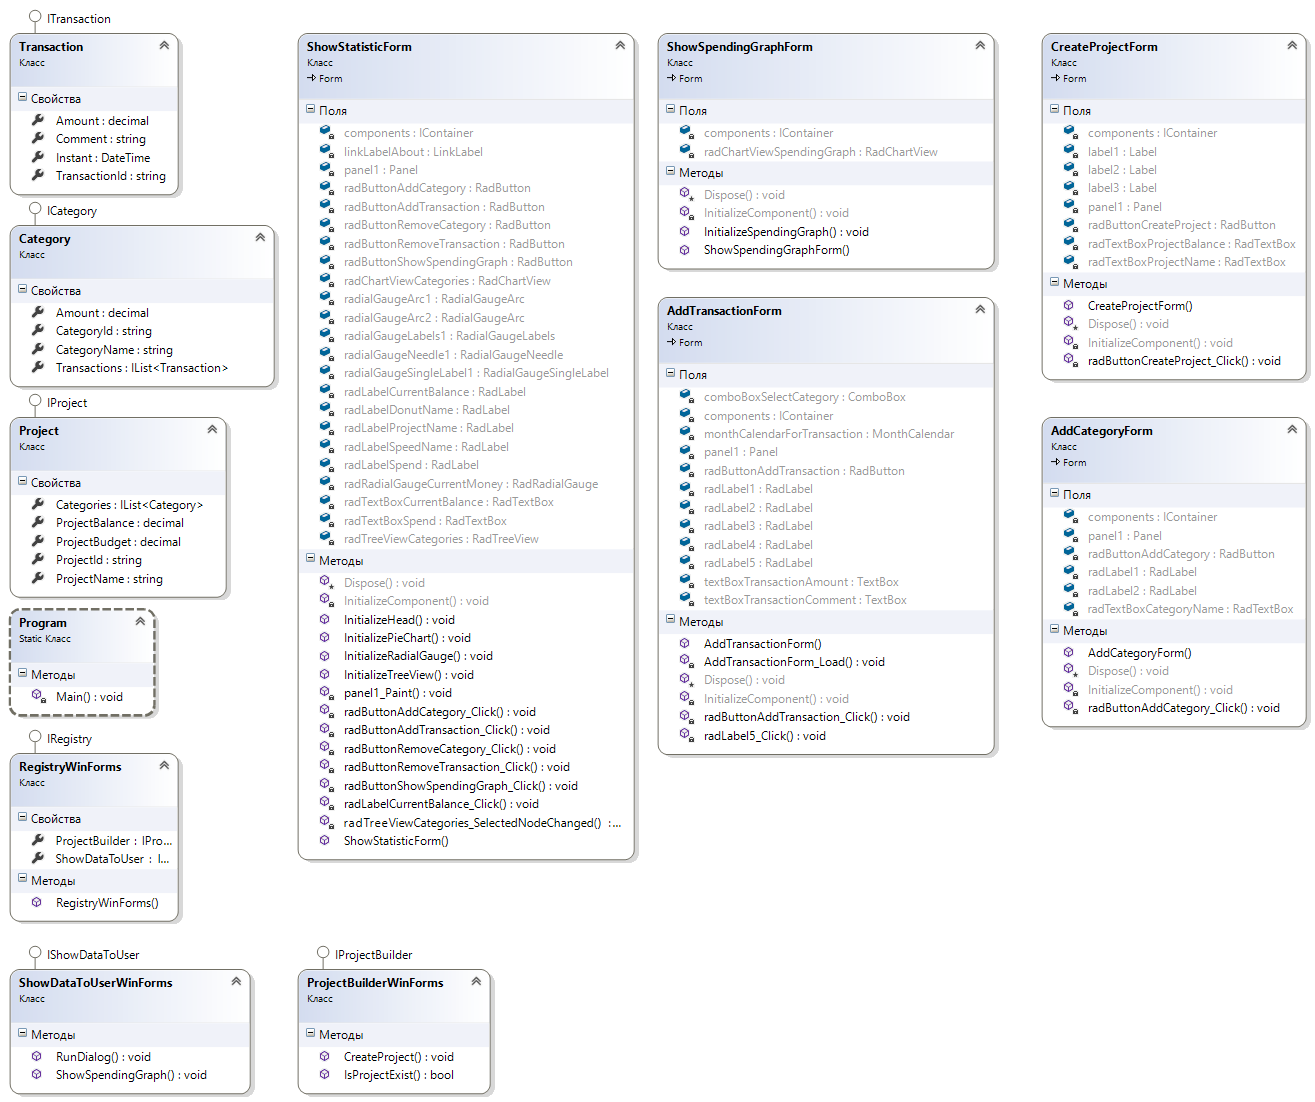 ITransaction
Transaction
Класс
Свойства
Amount : decimal
Comment : string
Instant : DateTime
TransactionId : string
ICategory
Category
Класс
Свойства
Amount : decimal
CategoryId : string
CategoryName : string
Transactions : IList<Transaction>
IProject
Project
Класс
Свойства
Categories : IList<Category>
ProjectBalance : decimal
ProjectBudget : decimal
ProjectId : string
ProjectName : string
Program
Static Класс
Методы
Main() : void
IRegistry
RegistryWinForms
Класс
Свойства
ProjectBuilder : IPro...
ShowDataToUser : I...
Методы
RegistryWinForms()
IShowDataToUser
ShowDataToUserWinForms
Класс
Методы
RunDialog() : void
ShowSpendingGraph() : void
ShowStatisticForm
Класс
Form
Поля
components : IContainer
linkLabelAbout : LinkLabel
panel1 : Panel
radButtonAddCategory : RadButton
radButtonAddTransaction : RadButton
radButtonRemoveCategory : RadButton
radButtonRemoveTransaction : RadButton
radButtonShowSpendingGraph : RadButton
radChartViewCategories : RadChartView
radialGaugeArc1 : RadialGaugeArc
radialGaugeArc2 : RadialGaugeArc
radialGaugeLabels1 : RadialGaugeLabels
radialGaugeNeedle1 : RadialGaugeNeedle
radialGaugeSingleLabel1 : RadialGaugeSingleLabel
radLabelCurrentBalance : RadLabel
radLabelDonutName : RadLabel
radLabelProjectName : RadLabel
radLabelSpeedName : RadLabel
radLabelSpend : RadLabel
radRadialGaugeCurrentMoney : RadRadialGauge
radTextBoxCurrentBalance : RadTextBox
radTextBoxSpend : RadTextBox
radTreeViewCategories : RadTreeView
Методы
Dispose() : void
InitializeComponent() : void
InitializeHead() : void
InitializePieChart() : void
InitializeRadialGauge() : void
InitializeTreeView() : void
panel1_Paint() : void
radButtonAddCategory_Click() : void
radButtonAddTransaction_Click() : void
radButtonRemoveCategory_Click() : void
radButtonRemoveTransaction_Click() : void
radButtonShowSpendingGraph_Click() : void
radLabelCurrentBalance_Click() : void
radTreeViewCategories_SelectedNodeChanged() :...
ShowStatisticForm()
IProjectBuilder
ProjectBuilderWinForms
Класс
Методы
CreateProject() : void
IsProjectExist() : bool
ShowSpendingGraphForm
Класс
Form
Поля
components : IContainer
radChartViewSpendingGraph : RadChartView
Методы
Dispose() : void
InitializeComponent() : void
InitializeSpendingGraph() : void
ShowSpendingGraphForm()
AddTransactionForm
Класс
Form
Поля
comboBoxSelectCategory : ComboBox
components : IContainer
monthCalendarForTransaction : MonthCalendar
panel1 : Panel
radButtonAddTransaction : RadButton
radLabel1 : RadLabel
radLabel2 : RadLabel
radLabel3 : RadLabel
radLabel4 : RadLabel
radLabel5 : RadLabel
textBoxTransactionAmount : TextBox
textBoxTransactionComment : TextBox
Методы
AddTransactionForm()
AddTransactionForm_Load() : void
Dispose() : void
InitializeComponent() : void
radButtonAddTransaction_Click() : void
radLabel5_Click() : void
CreateProjectForm
Класс
Form
Поля
components : IContainer
label1 : Label
label2 : Label
label3 : Label
panel1 : Panel
radButtonCreateProject : RadButton
radTextBoxProjectBalance : RadTextBox
radTextBoxProjectName : RadTextBox
Методы
CreateProjectForm()
Dispose() : void
InitializeComponent() : void
radButtonCreateProject_Click() : void
AddCategoryForm
Класс
Form
Поля
components : IContainer
panel1 : Panel
radButtonAddCategory : RadButton
radLabel1 : RadLabel
radLabel2 : RadLabel
radTextBoxCategoryName : RadTextBox
Методы
AddCategoryForm()
Dispose() : void
InitializeComponent() : void
radButtonAddCategory_Click() : void